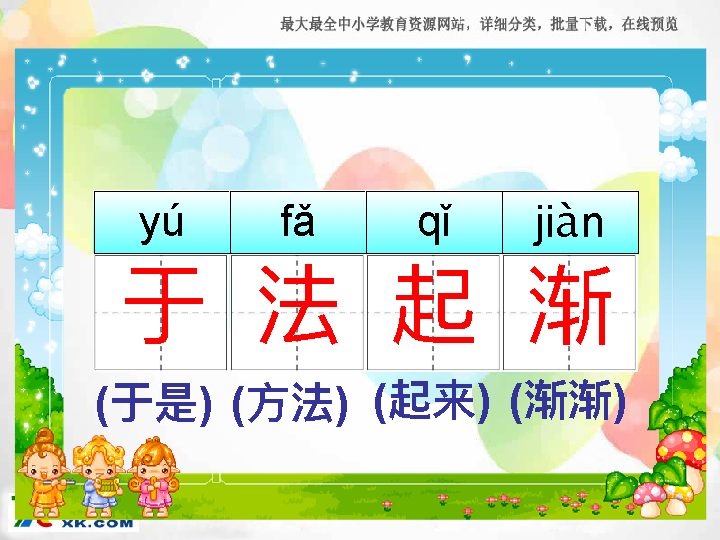 最大最全中小学教育资源网站，详细分类，批量下载，在线预览
yú fǎ qǐ jiàn
于 法 起 渐
(于是) (方法) (起来) (渐渐)
XK.COM